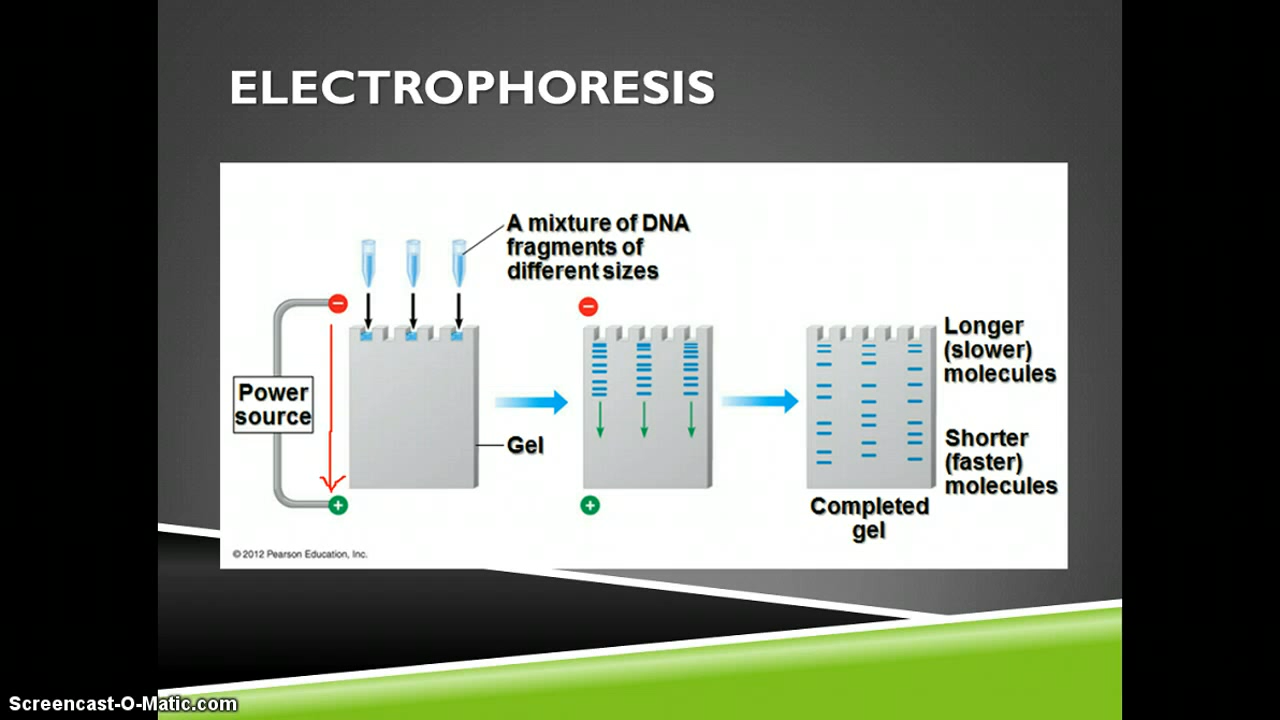 ELECTROPHORESIS
A mixture of DNA
fragments of
different sizes
−
−
Power
source
Gel
+
+
Longer
(slower)
molecules
Shorter
(faster)
molecules
Completed
gel
© 2012 Pearson Education, Inc.
Screencast-O-Matic.com